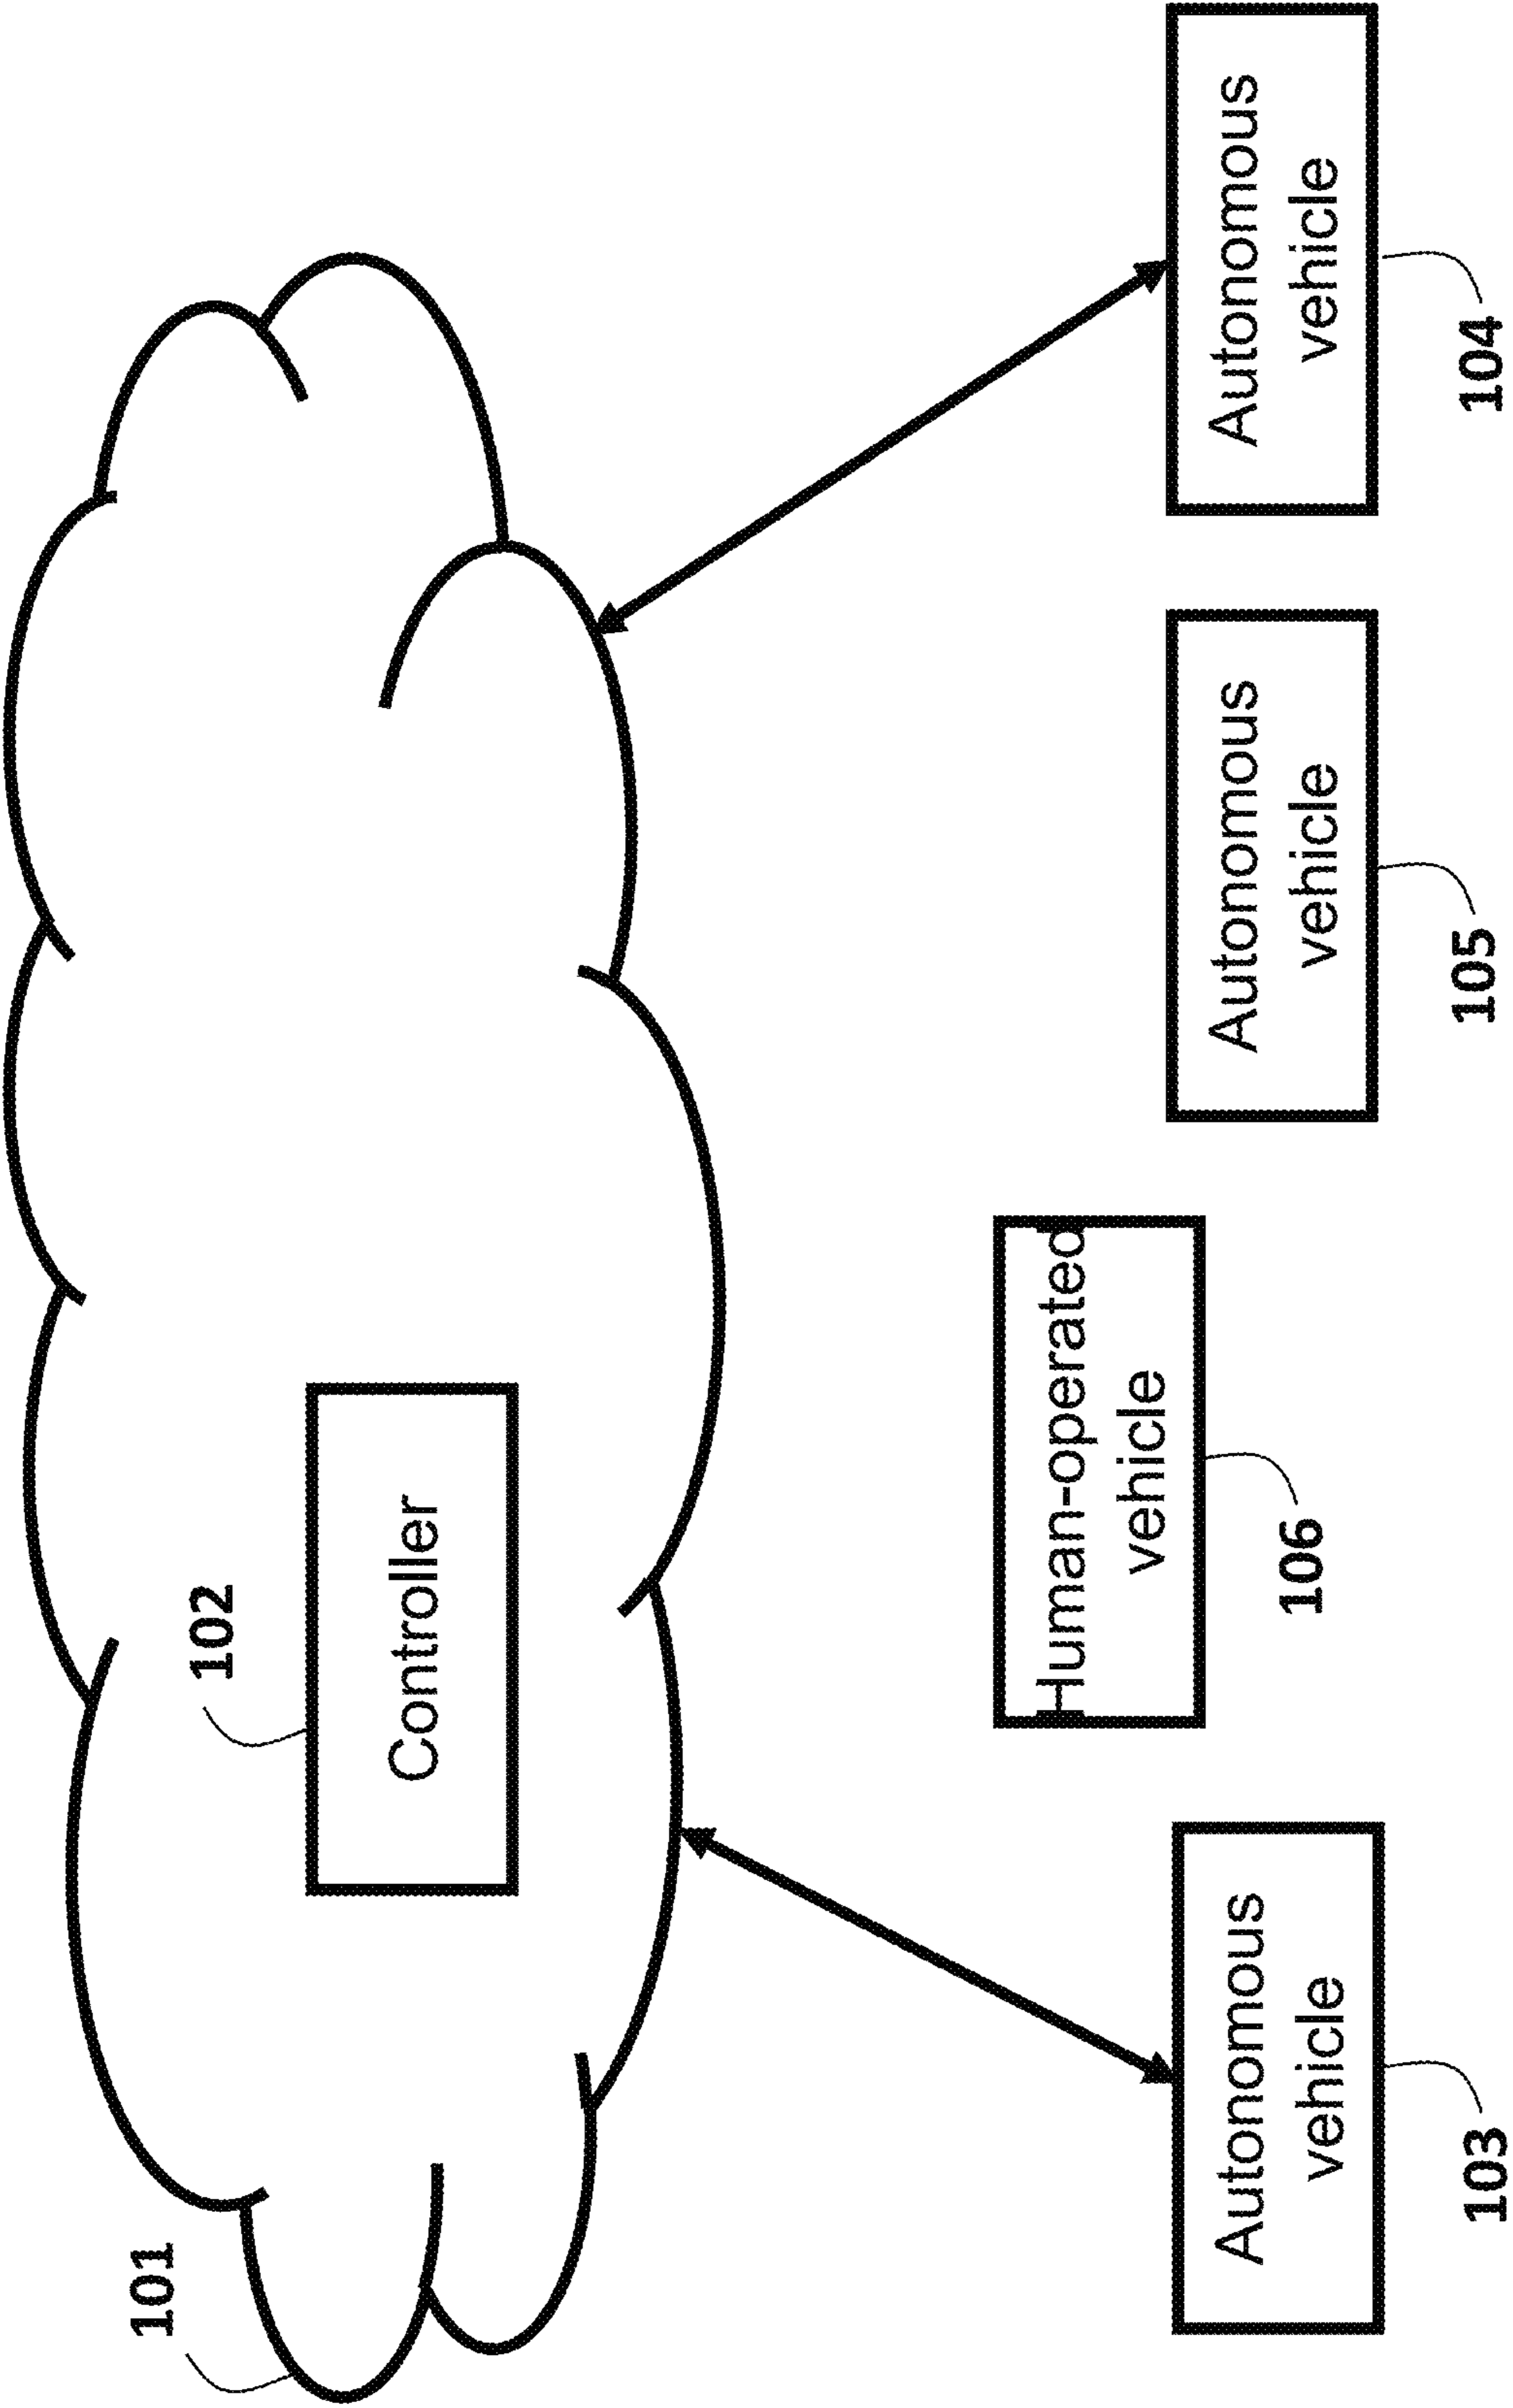 101
102
Controller
Human-operated
vehicle
106
Autonomous
vehicle
103
Autonomous
vehicle
105
Autonomous
vehicle
104